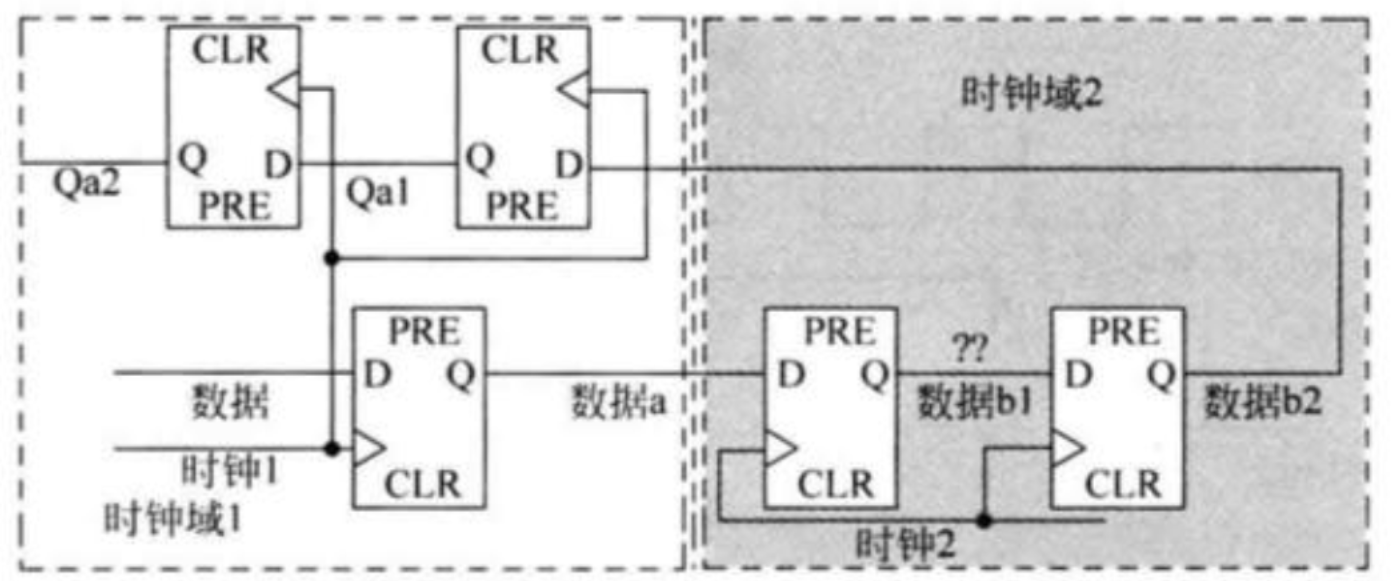 CLR
CLR
时钟域2
Q D
Q D
Qa2
Qa1
PRE
PRE
PRE
PRE
PRE
??
D Q
D Q
D Q
数据
数据a
数据b1
数据b2
时钟1
CLR
CLR
CLR
时钟域1
时钟2